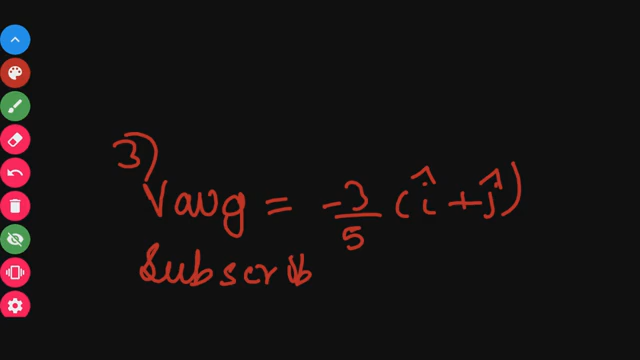 3)
Vavg = -3/5 (î + ĵ)
Subscrib